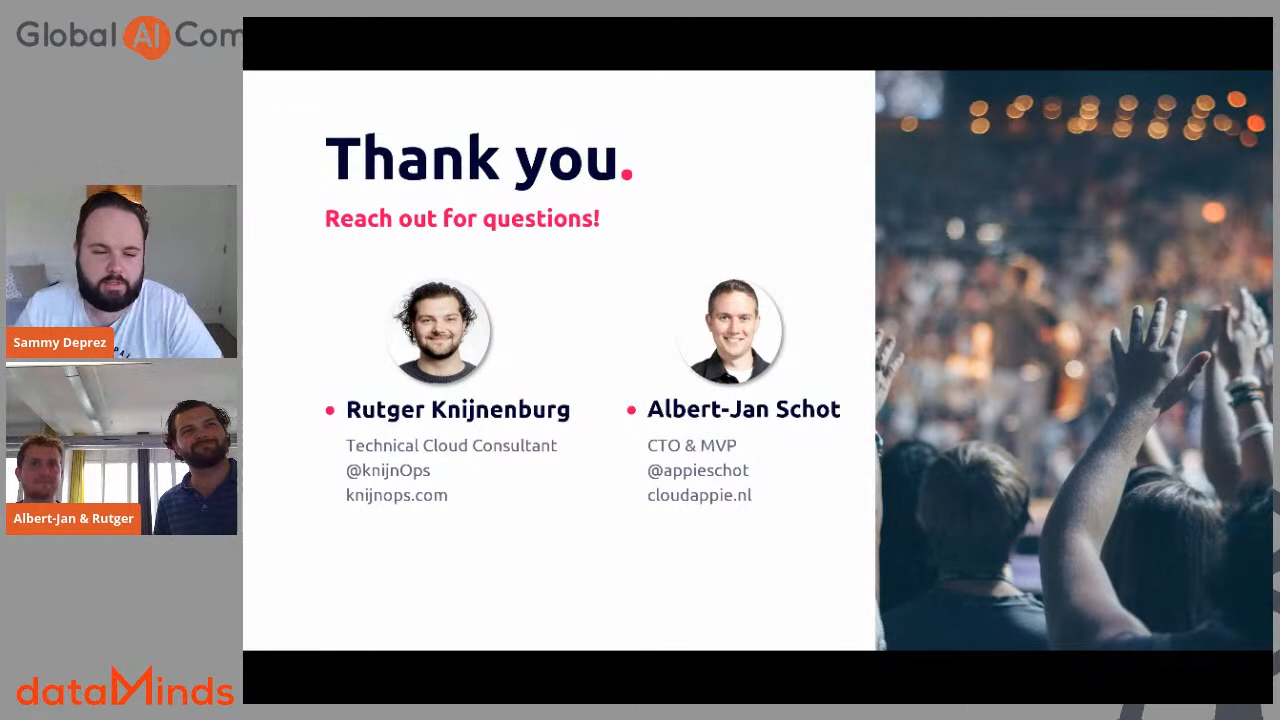 Global AI Com
Thank you.
Reach out for questions!
Sammy Deprez
Albert-Jan & Rutger
Rutger Knijnenburg
Technical Cloud Consultant
@knijnOps
knijnops.com
Albert-Jan Schot
CTO & MVP
@appieschot
cloudappie.nl
dataMinds